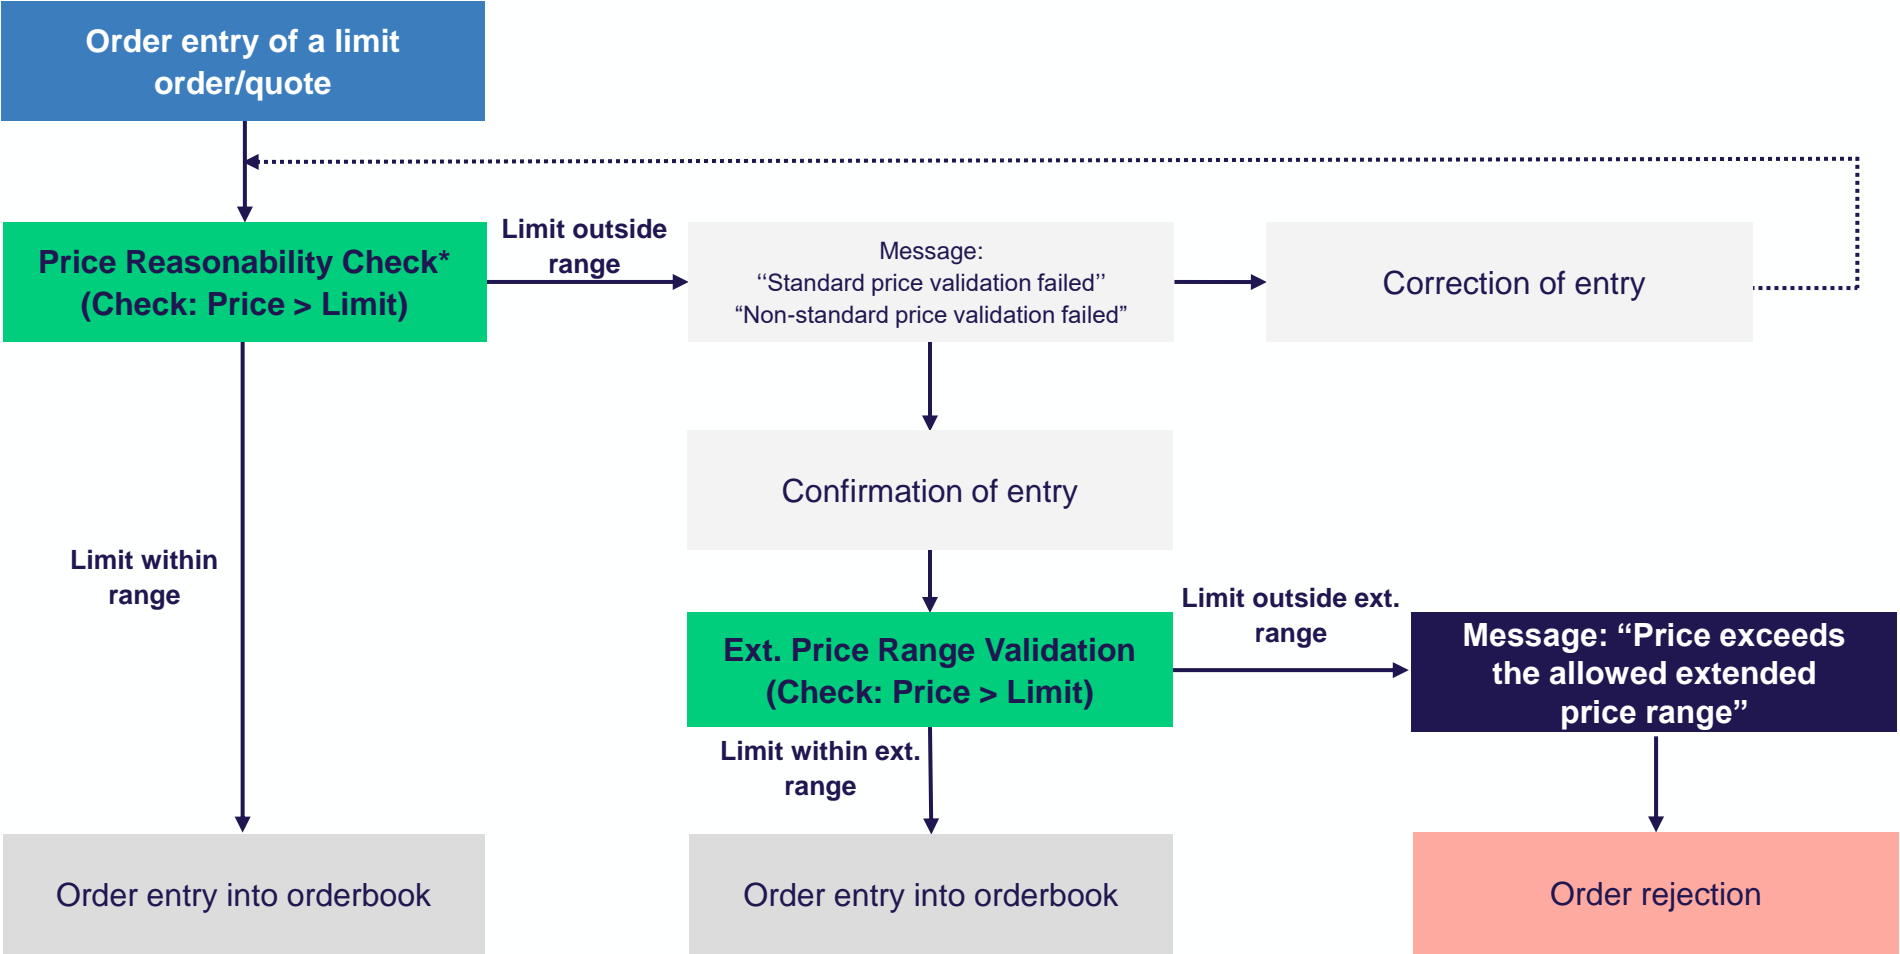 Order entry of a limit
order/quote
Price Reasonability Check*
(Check: Price > Limit)
Limit outside
range
Message:
‘‘Standard price validation failed’’
“Non-standard price validation failed”
Correction of entry
Confirmation of entry
Limit within
range
Ext. Price Range Validation
(Check: Price > Limit)
Limit outside ext.
range
Message: “Price exceeds
the allowed extended
price range”
Limit within ext.
range
Order entry into orderbook
Order entry into orderbook
Order rejection